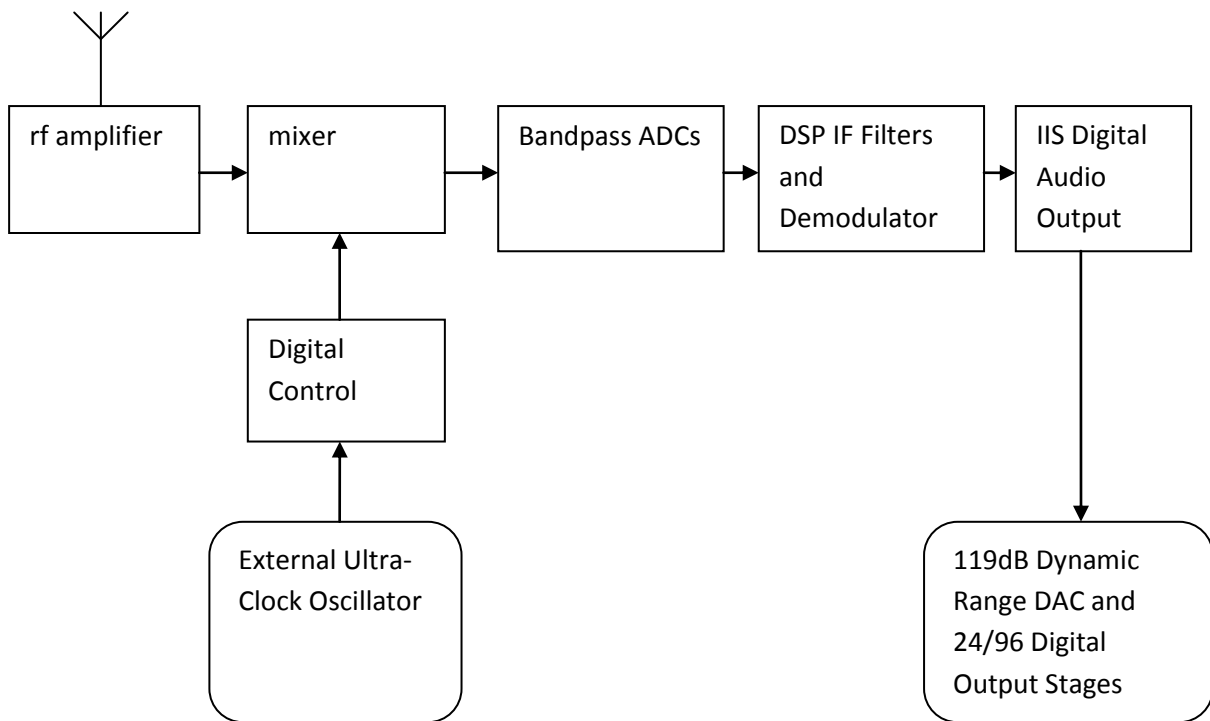 rf amplifier
mixer
Bandpass ADCs
DSP IF Filters
and
Demodulator
IIS Digital
Audio
Output
Digital
Control
External Ultra-
Clock Oscillator
119dB Dynamic
Range DAC and
24/96 Digital
Output Stages